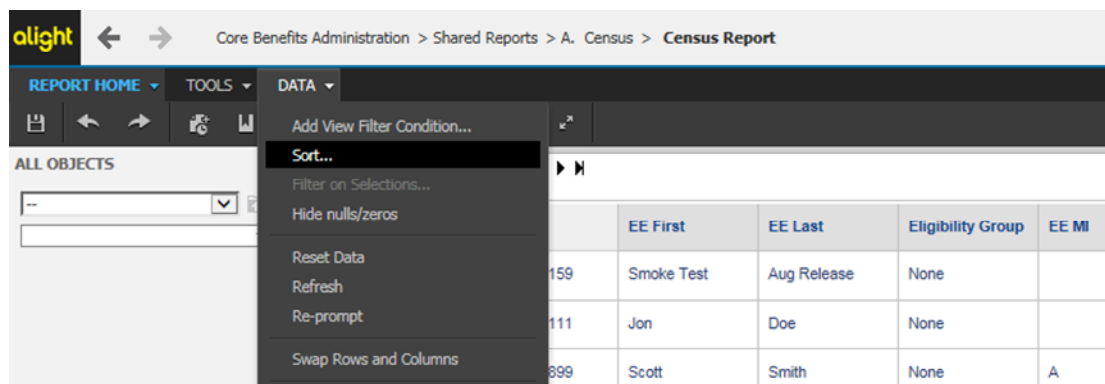 alight
Core Benefits Administration > Shared Reports > A. Census > Census Report
REPORT HOME TOOLS DATA
Add View Filter Condition...
ALL OBJECTS
Sort...
Filter on Selections...
--
Hide nulls/zeros
EE First EE Last Eligibility Group EE MI
Reset Data
159 Smoke Test Aug Release None
Refresh
Re-prompt
111 Jon Doe None
Swap Rows and Columns
899 Scott Smith None A